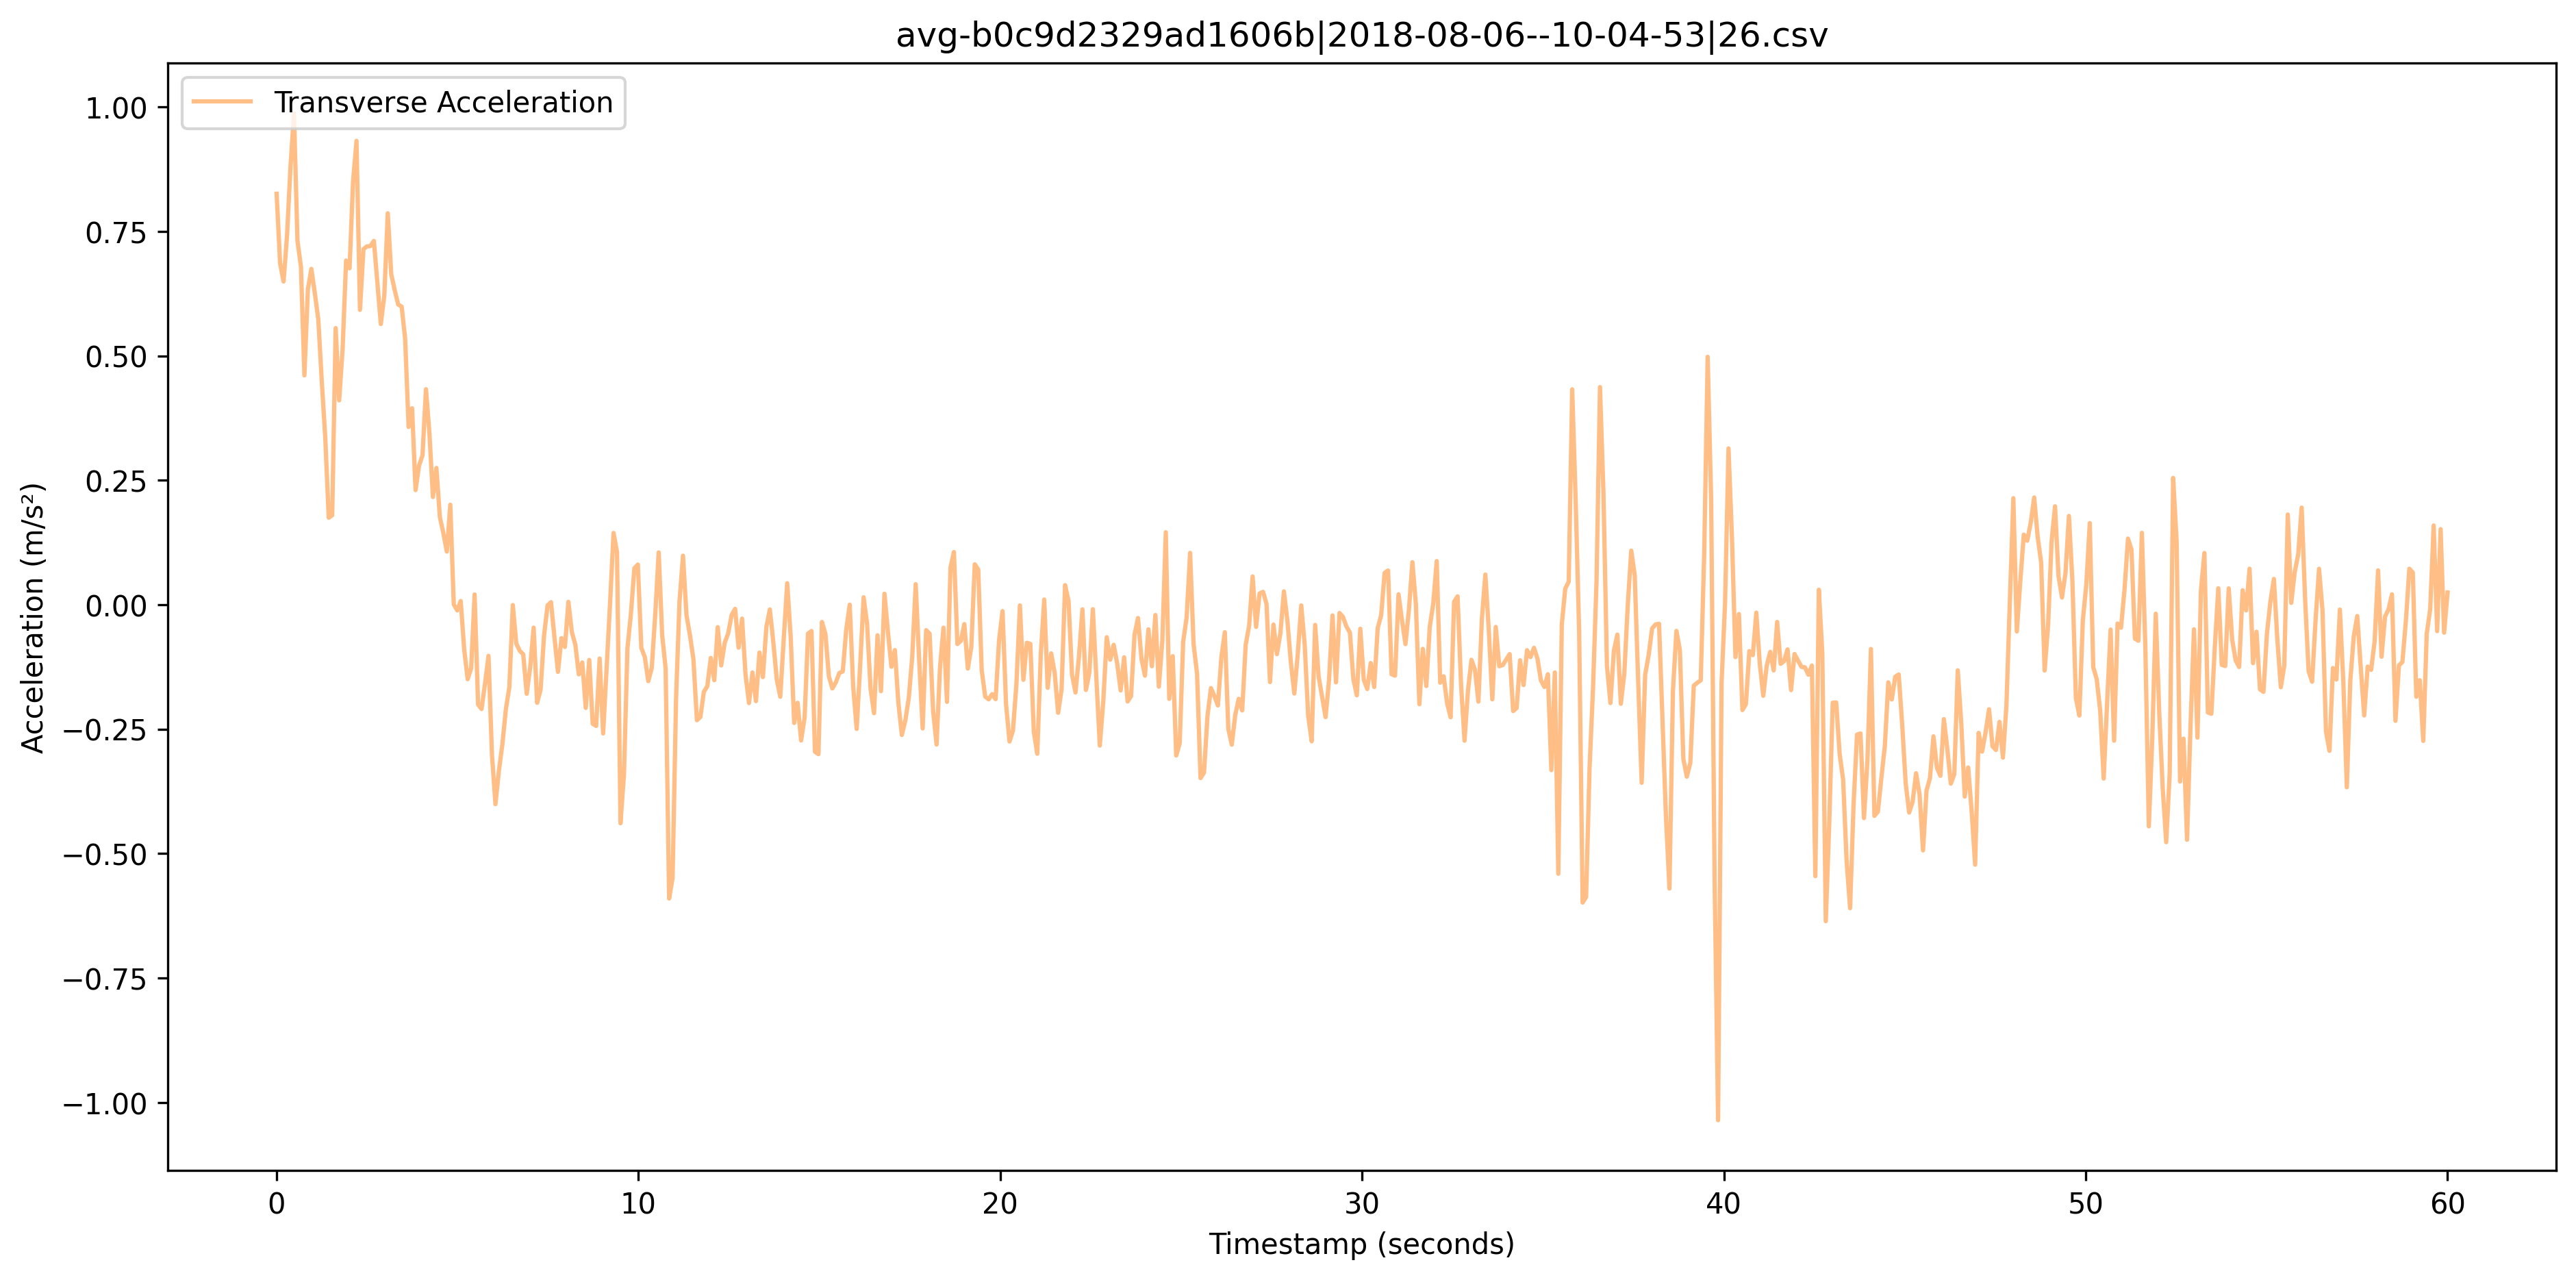 avg-b0c9d2329ad1606b|2018-08-06--10-04-53|26.csv
Transverse Acceleration
1.00
0.75
0.50
0.25
0.00
−0.25
−0.50
−0.75
−1.00
Acceleration (m/s²)
0 10 20 30 40 50 60
Timestamp (seconds)